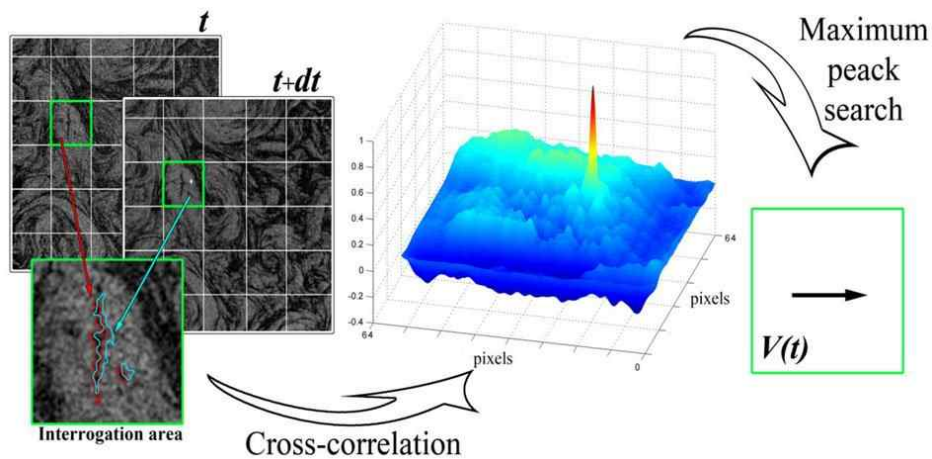 t
t+dt
Interrogation area
Cross-correlation
1
0.8
0.6
0.4
0.2
0
-0.2
-0.4
64
pixels
0
pixels
64
Maximum
peack
search
V(t)